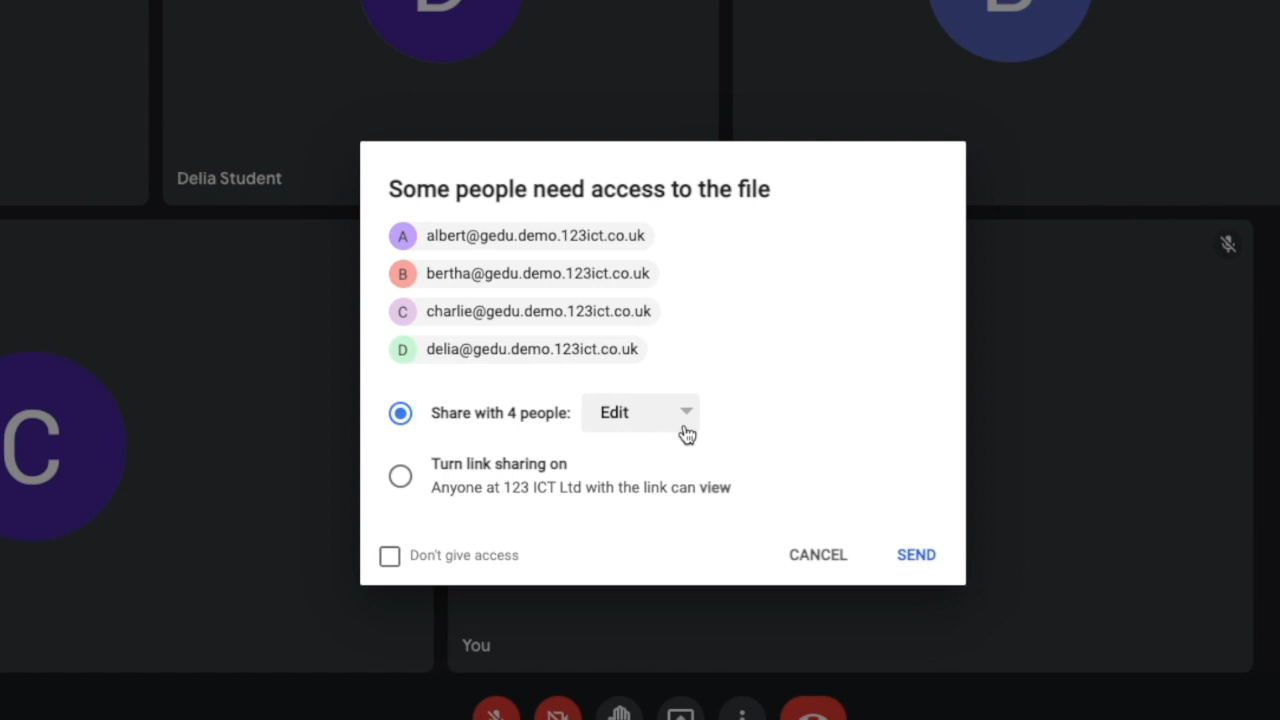 D
D
Delia Student
Some people need access to the file
A albert@gedu.demo.123ict.co.uk
B bertha@gedu.demo.123ict.co.uk
C charlie@gedu.demo.123ict.co.uk
D delia@gedu.demo.123ict.co.uk
C
Share with 4 people: Edit
Turn link sharing on
Anyone at 123 ICT Ltd with the link can view
Don't give access CANCEL SEND
You